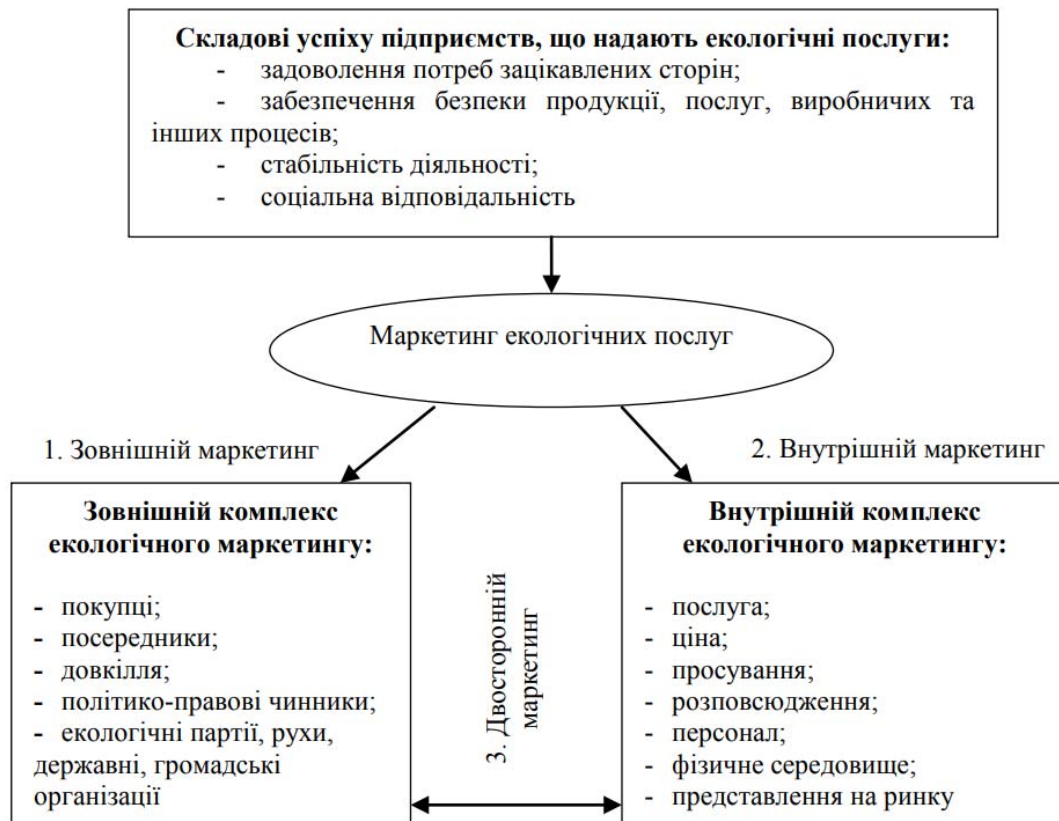 Складові успіху підприємств, що надають екологічні послуги:
- задоволення потреб зацікавлених сторін;
- забезпечення безпеки продукції, послуг, виробничих та
інших процесів;
- стабільність діяльності;
- соціальна відповідальність
Маркетинг екологічних послуг
1. Зовнішній маркетинг
2. Внутрішній маркетинг
Зовнішній комплекс
екологічного маркетингу:
- покупці;
- посередники;
- довкілля;
- політико-правові чинники;
- екологічні партії, рухи,
державні, громадські
організації
3. Двосторонній
маркетинг
Внутрішній комплекс
екологічного маркетингу:
- послуга;
- ціна;
- просування;
- розповсюдження;
- персонал;
- фізичне середовище;
- представлення на ринку